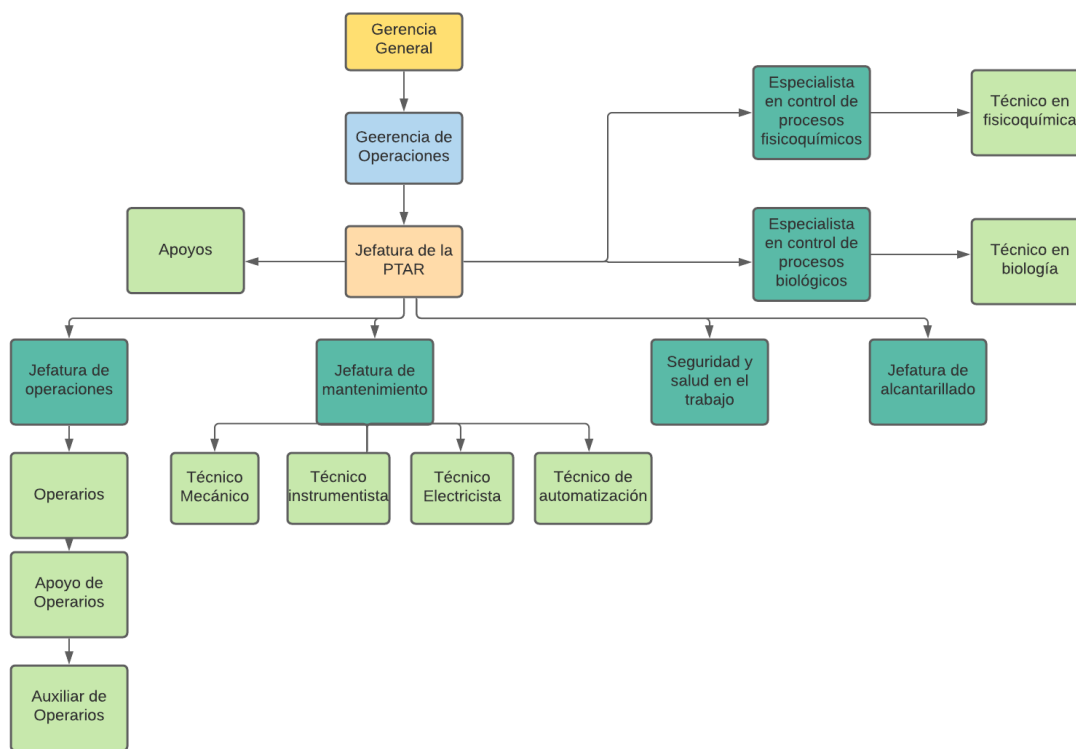 Gerencia
General
Geerencia de
Operaciones
Especialista
en control de
procesos
fisicoquímicos
Técnico en
fisicoquímica
Apoyos
Jefatura de la
PTAR
Especialista
en control de
procesos
biológicos
Técnico en
biología
Jefatura de
operaciones
Jefatura de
mantenimiento
Seguridad y
salud en el
trabajo
Jefatura de
alcantarillado
Operarios
Técnico
Mecánico
Técnico
instrumentista
Técnico
Electricista
Técnico de
automatización
Apoyo de
Operarios
Auxiliar de
Operarios